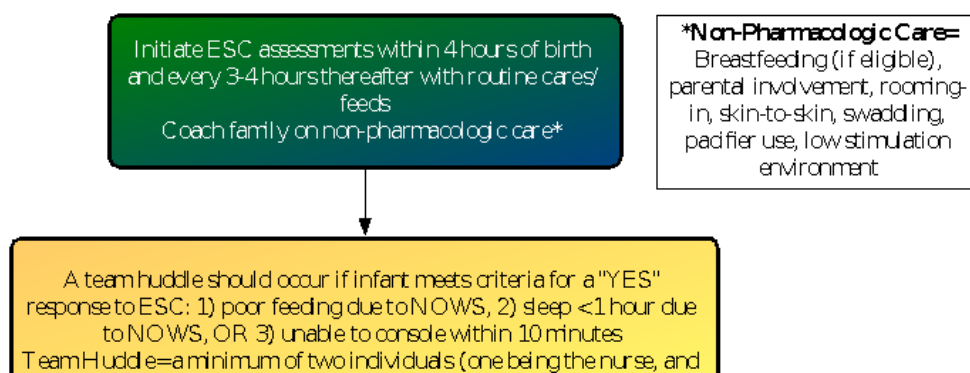 Initiate ESC assessments within 4 hours of birth
and every 3-4 hours thereafter with routine cares/
feeds
Coach family on non-pharmacologic care*
*Non-Pharmacologic Care=
Breastfeeding (if eligible),
parental involvement, rooming-
in, skin-to-skin, swaddling,
pacifier use, low stimulation
environment
A team huddle should occur if infant meets criteria for a "YES"
response to ESC: 1) poor feeding due to NOWS, 2) sleep <1 hour due
to NOWS, OR 3) unable to console within 10 minutes
Team Huddle=a minimum of two individuals (one being the nurse, and